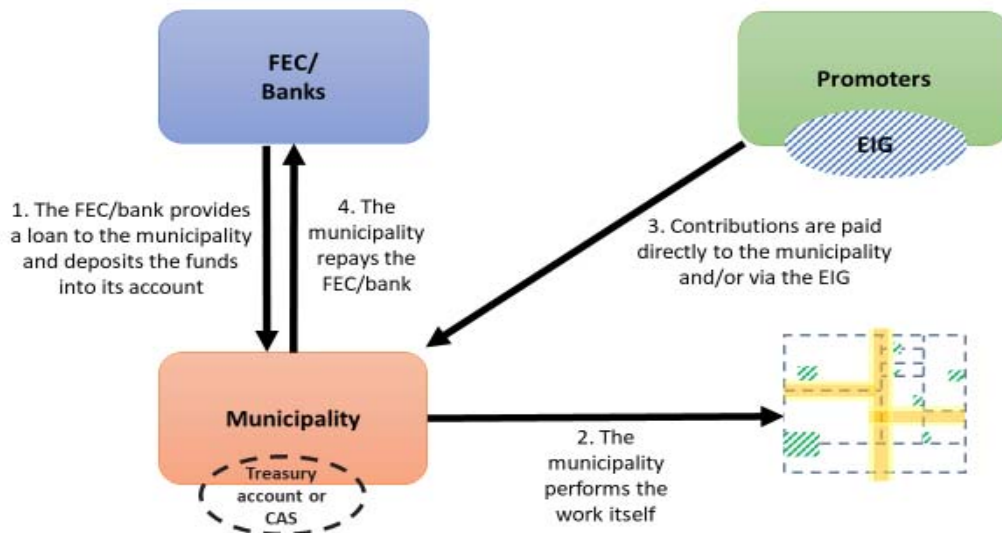 FEC/
Banks
Promoters
EIG
1. The FEC/bank provides
a loan to the municipality
and deposits the funds
into its account
4. The
municipality
repays the
FEC/bank
3. Contributions are paid
directly to the municipality
and/or via the EIG
Municipality
Treasury
account or
CAS
2. The
municipality
performs the
work itself